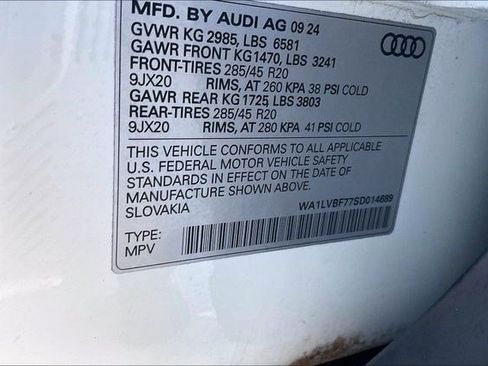 MFD. BY AUDI AG 09 24
GVWR KG 2985, LBS 6581
GAWR FRONT KG1470, LBS 3241
FRONT-TIRES 285/45 R20
9JX20 RIMS, AT 260 KPA 38 PSI COLD
GAWR REAR KG1725, LBS 3803
REAR-TIRES 285/45 R20
9JX20 RIMS, AT 280 KPA 41 PSI COLD
THIS VEHICLE CONFORMS TO ALL APPLICABLE
U.S. FEDERAL MOTOR VEHICLE SAFETY
STANDARDS IN EFFECT ON THE DATE OF
MANUFACTURE SHOWN ABOVE.
SLOVAKIA
WA1LVBF77SD014689
TYPE:
MPV